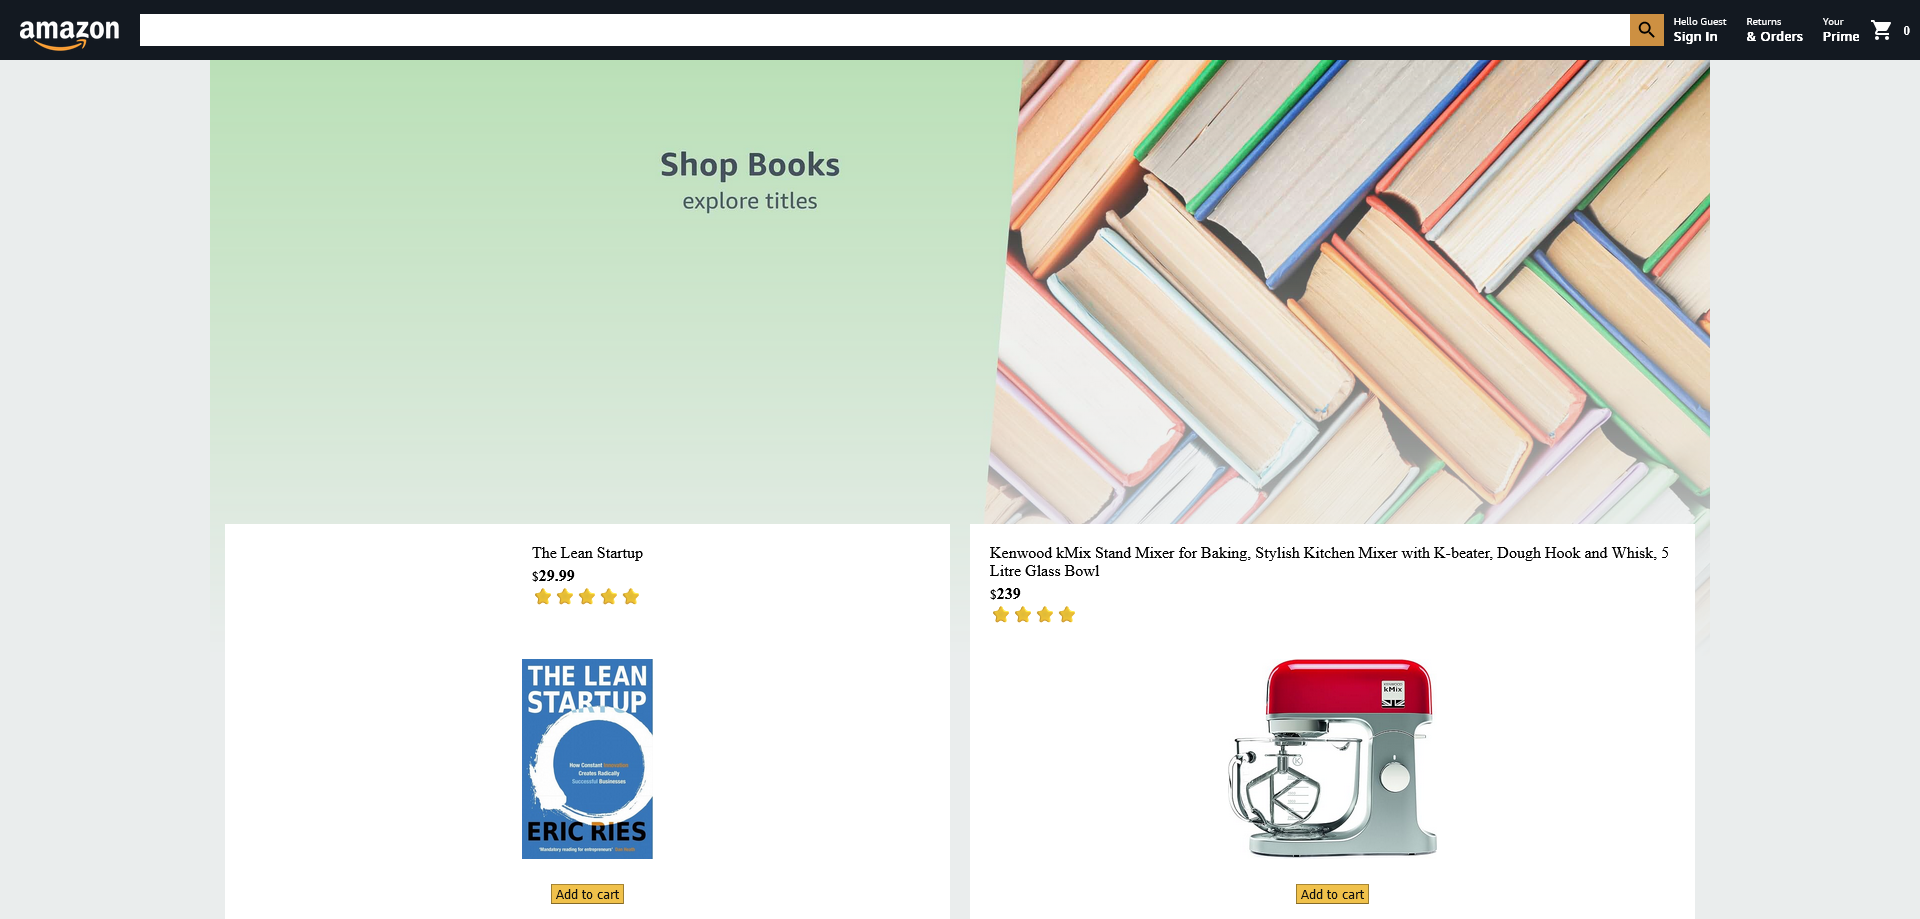 amazon
Hello Guest
Sign In
Returns
& Orders
Your
Prime
0
Shop Books
explore titles
The Lean Startup
$29.99
Kenwood kMix Stand Mixer for Baking, Stylish Kitchen Mixer with K-beater, Dough Hook and Whisk, 5
Litre Glass Bowl
$239
THE LEAN
STARTUP
How Constant Innovation
Creates Radically
Successful Businesses
ERIC RIES
'Mandatory reading for entrepreneurs'
KENWOOD
kMix
K
Add to cart
Add to cart